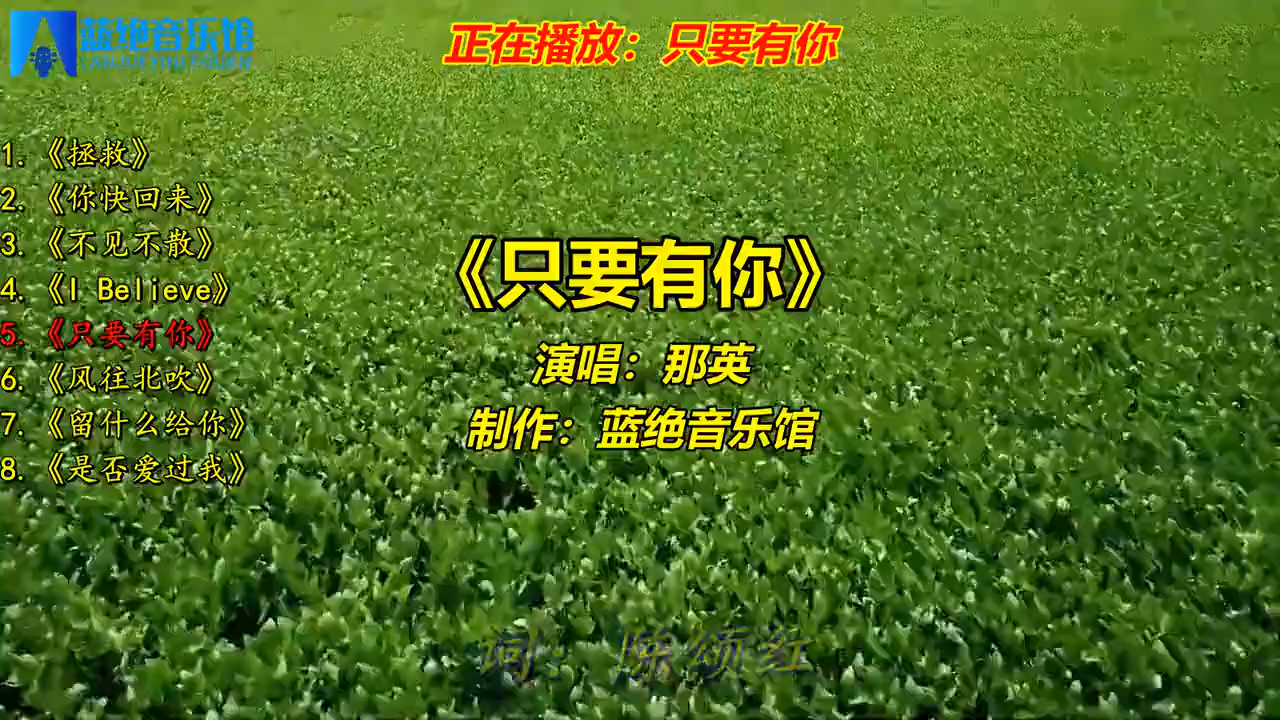 蓝绝音乐馆
LANJUEYINLEGUAN
正在播放：只要有你
1.《拯救》
2.《你快回来》
3.《不见不散》
4.《I Believe》
5.《只要有你》
6.《风往北吹》
7.《留什么给你》
8.《是否爱过我》
《只要有你》
演唱：那英
制作：蓝绝音乐馆
词：陈颂红